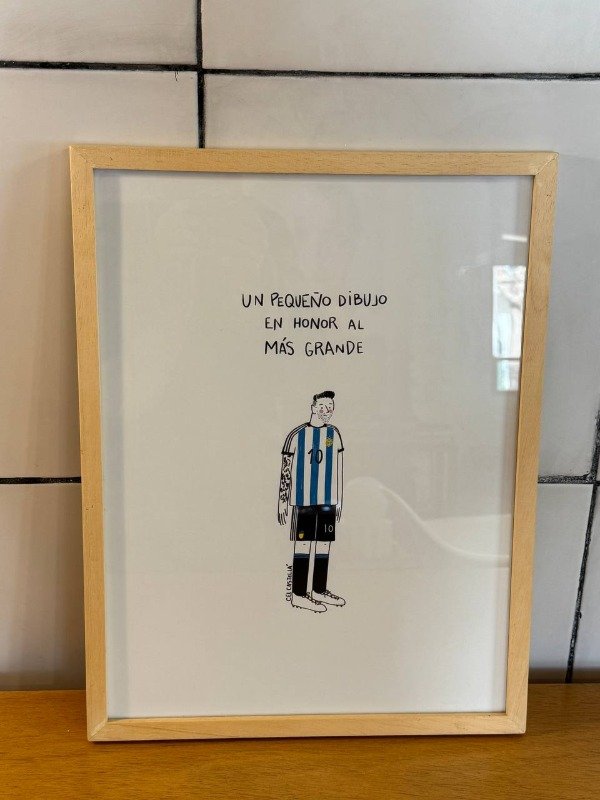 UN PEQUEÑO DIBUJO
EN HONOR AL
MÁS GRANDE
10
10